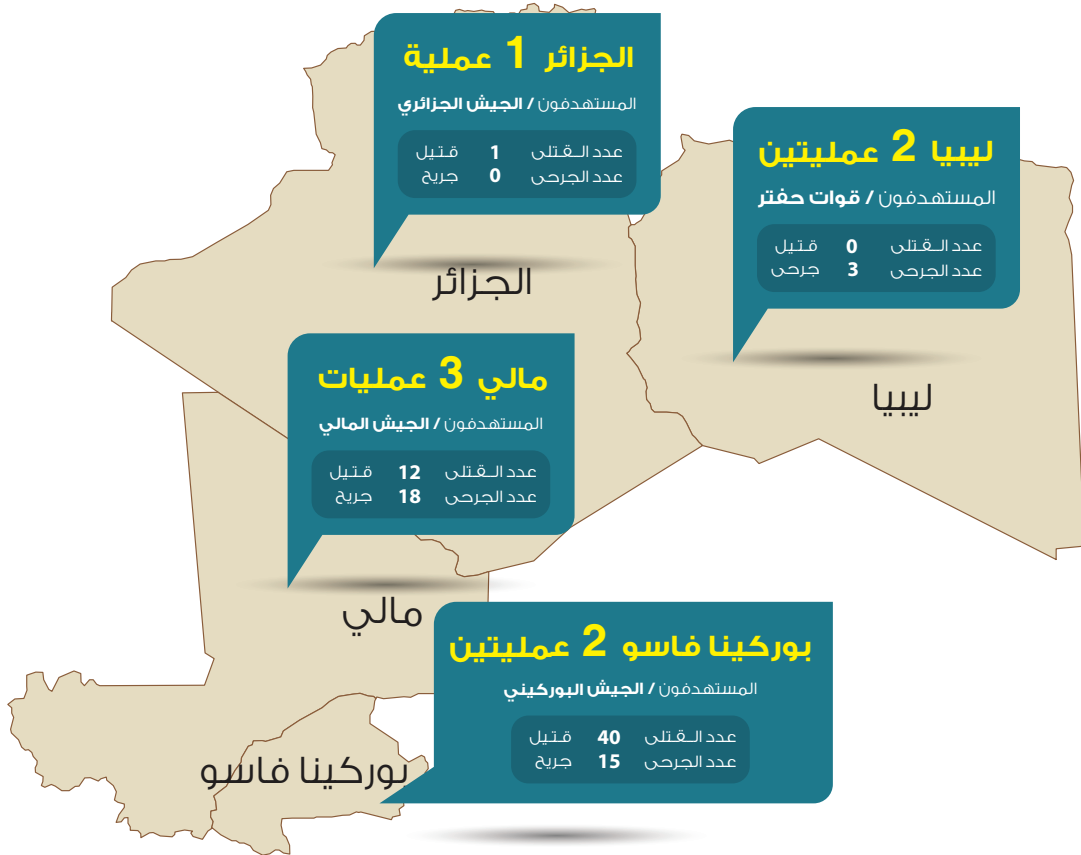 الجزائر 1 عملية
المستهدفون / الجيش الجزائري
عدد القتلى 1 قتيل
عدد الجرحى 0 جريح
الجزائر
ليبيا 2 عمليتين
المستهدفون / قوات حفتر
عدد القتلى 0 قتيل
عدد الجرحى 3 جرحى
ليبيا
مالي 3 عمليات
المستهدفون / الجيش المالي
عدد القتلى 12 قتيل
عدد الجرحى 18 جريح
مالي
بوركينا فاسو 2 عمليتين
المستهدفون / الجيش البوركيني
عدد القتلى 40 قتيل
عدد الجرحى 15 جريح
بوركينا فاسو